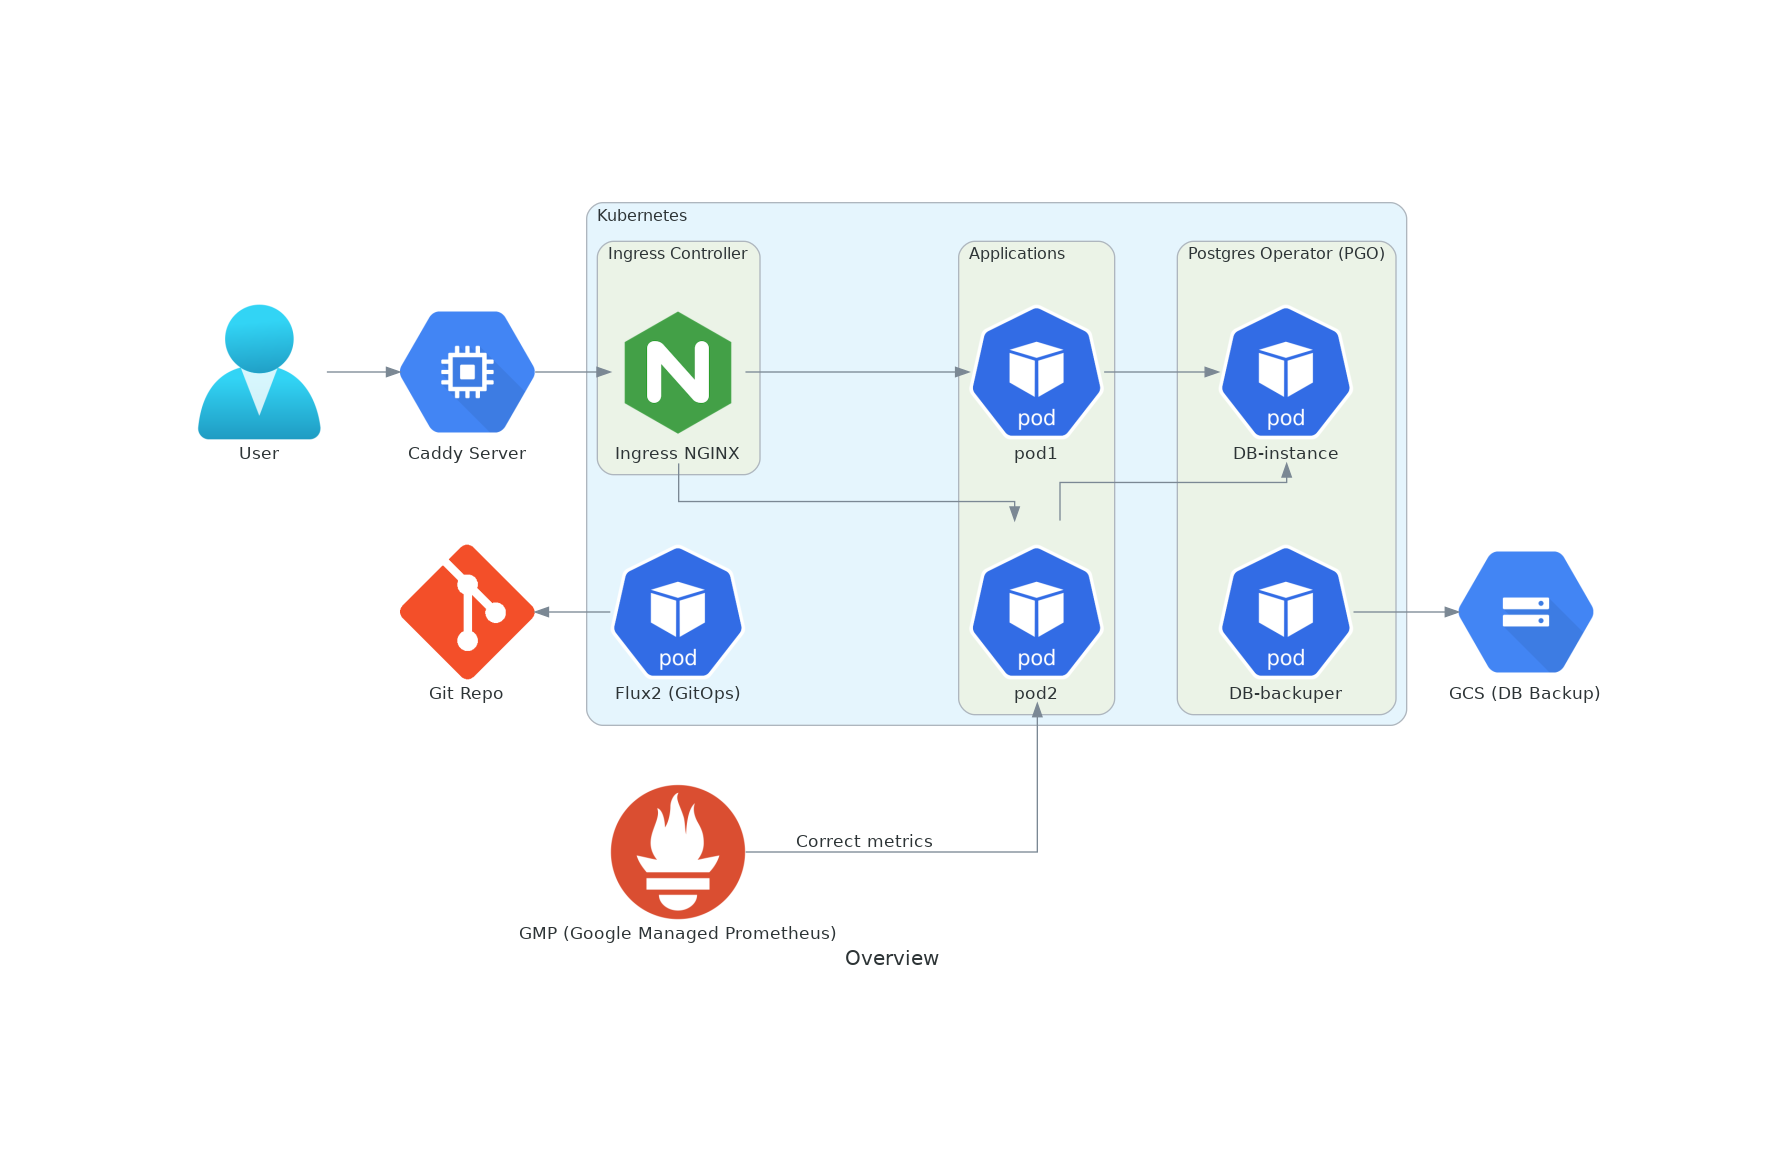 Kubernetes
Ingress Controller
Applications
Postgres Operator (PGO)
pod
pod
User
Caddy Server
Ingress NGINX
pod1
DB-instance
pod
pod
pod
Git Repo
Flux2 (GitOps)
pod2
DB-backuper
GCS (DB Backup)
Correct metrics
GMP (Google Managed Prometheus)
Overview